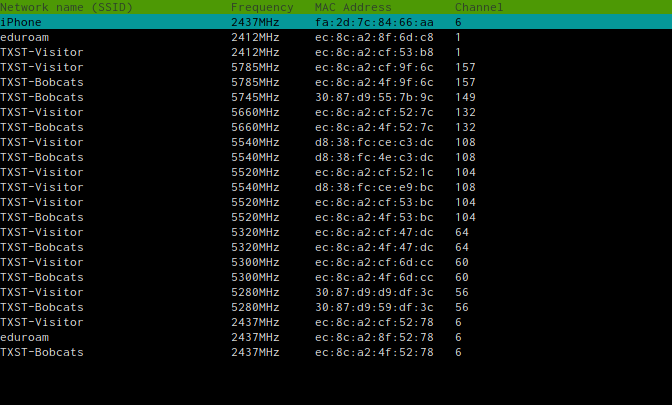 Network name (SSID) Frequency MAC Address Channel
iPhone 2437MHz fa:2d:7c:84:66:aa 6
eduroam 2412MHz ec:8c:a2:8f:6d:c8 1
TXST-Visitor 2412MHz ec:8c:a2:cf:53:b8 1
TXST-Visitor 5785MHz ec:8c:a2:cf:9f:6c 157
TXST-Bobcats 5785MHz ec:8c:a2:4f:9f:6c 157
TXST-Bobcats 5745MHz 30:87:d9:55:7b:9c 149
TXST-Visitor 5660MHz ec:8c:a2:cf:52:7c 132
TXST-Bobcats 5660MHz ec:8c:a2:4f:52:7c 132
TXST-Visitor 5540MHz d8:38:fc:ce:c3:dc 108
TXST-Bobcats 5540MHz d8:38:fc:4e:c3:dc 108
TXST-Visitor 5520MHz ec:8c:a2:cf:52:1c 104
TXST-Visitor 5540MHz d8:38:fc:ce:e9:bc 108
TXST-Visitor 5520MHz ec:8c:a2:cf:53:bc 104
TXST-Bobcats 5520MHz ec:8c:a2:4f:53:bc 104
TXST-Visitor 5320MHz ec:8c:a2:cf:47:dc 64
TXST-Bobcats 5320MHz ec:8c:a2:4f:47:dc 64
TXST-Visitor 5300MHz ec:8c:a2:cf:6d:cc 60
TXST-Bobcats 5300MHz ec:8c:a2:4f:6d:cc 60
TXST-Visitor 5280MHz 30:87:d9:d9:df:3c 56
TXST-Bobcats 5280MHz 30:87:d9:59:df:3c 56
TXST-Visitor 2437MHz ec:8c:a2:cf:52:78 6
eduroam 2437MHz ec:8c:a2:8f:52:78 6
TXST-Bobcats 2437MHz ec:8c:a2:4f:52:78 6